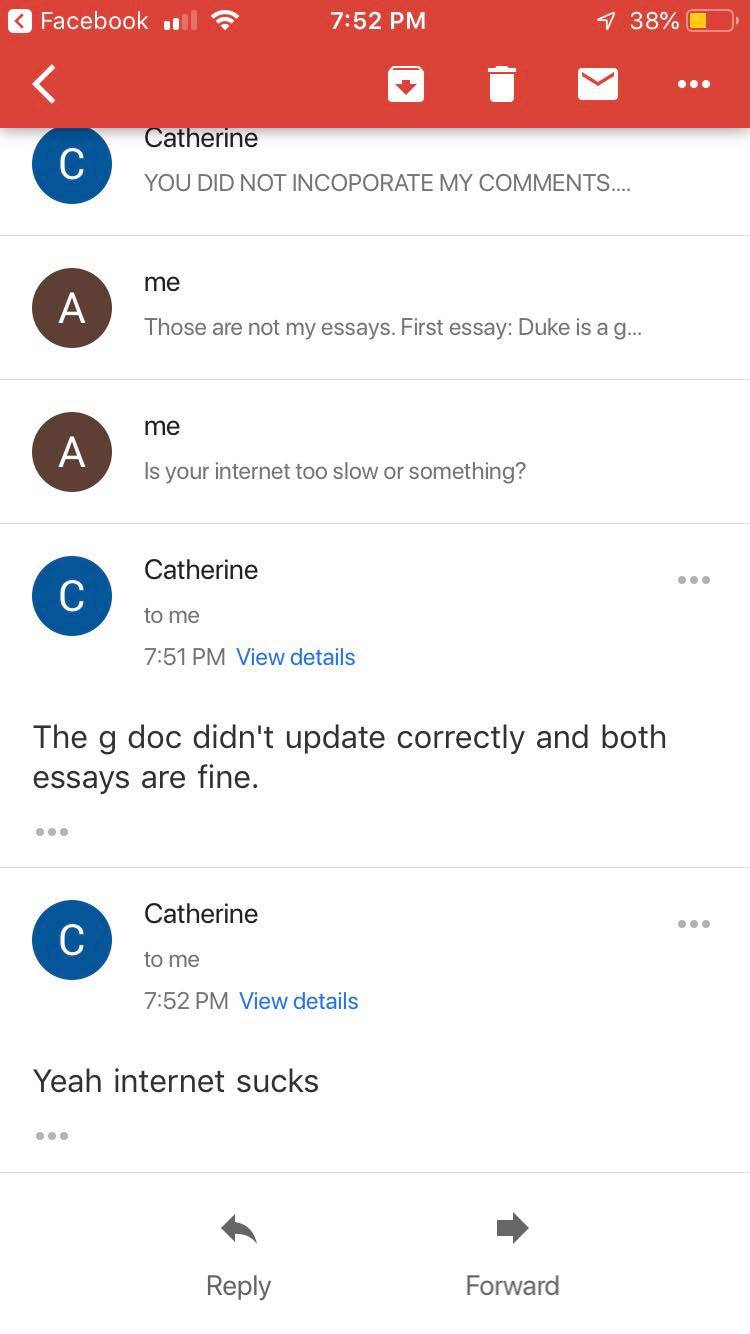 Facebook 7:52 PM 38%
Catherine
C
YOU DID NOT INCOPORATE MY COMMENTS....
me
A
Those are not my essays. First essay: Duke is a g...
me
A
Is your internet too slow or something?
Catherine
C
to me
7:51 PM View details
The g doc didn't update correctly and both
essays are fine.
Catherine
C
to me
7:52 PM View details
Yeah internet sucks
Reply Forward